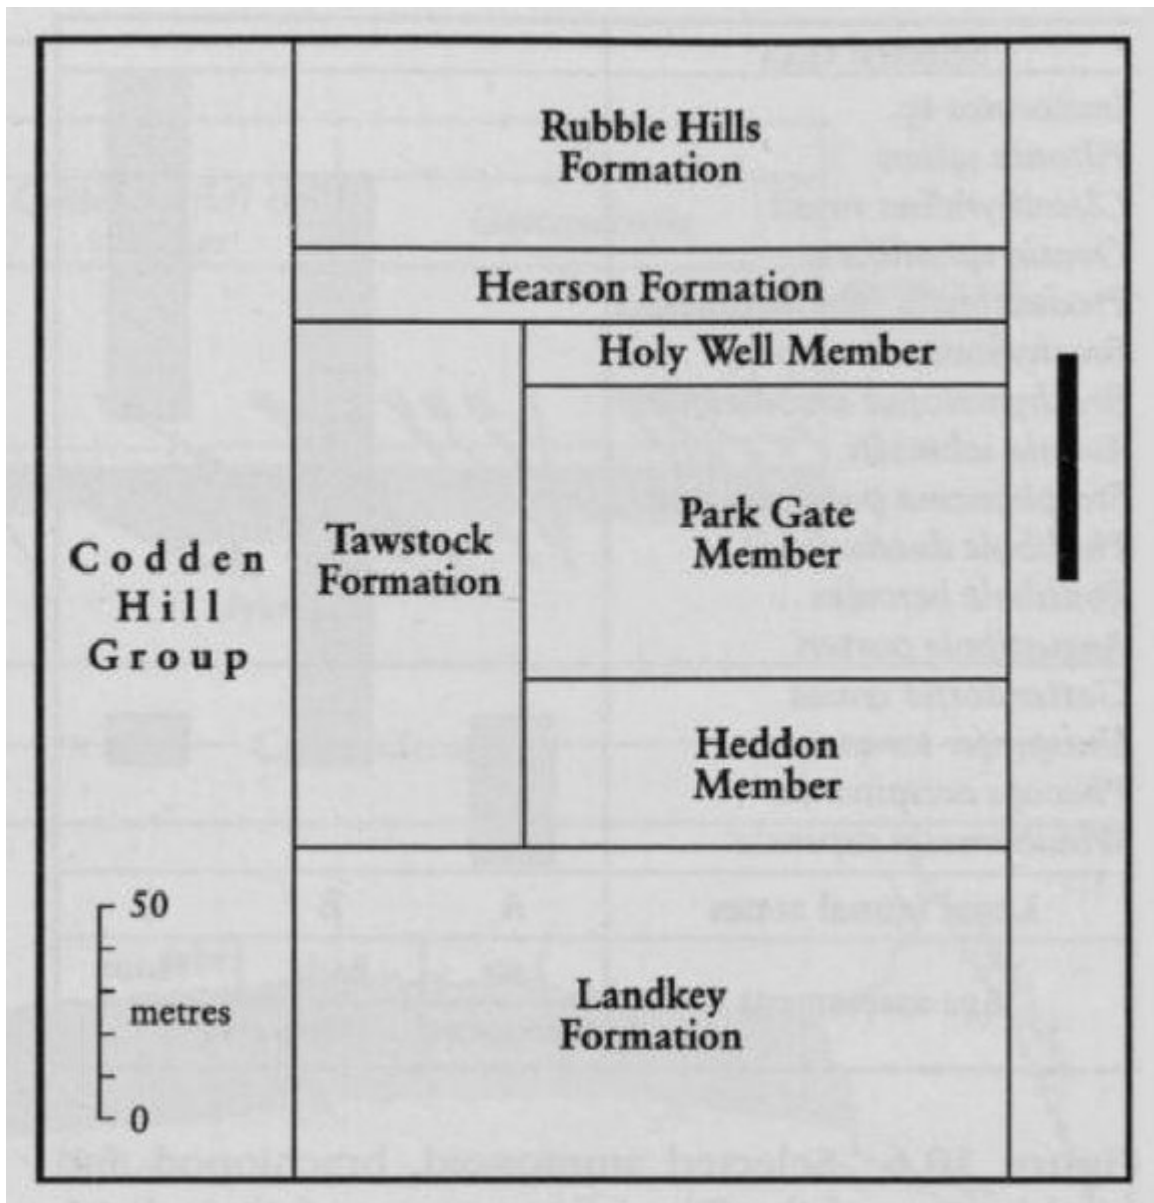 Rubble Hills
Formation
Hearson Formation
Holy Well Member
Park Gate
Member
Tawstock
Formation
Codden
Hill
Group
Heddon
Member
50
metres
0
Landkey
Formation